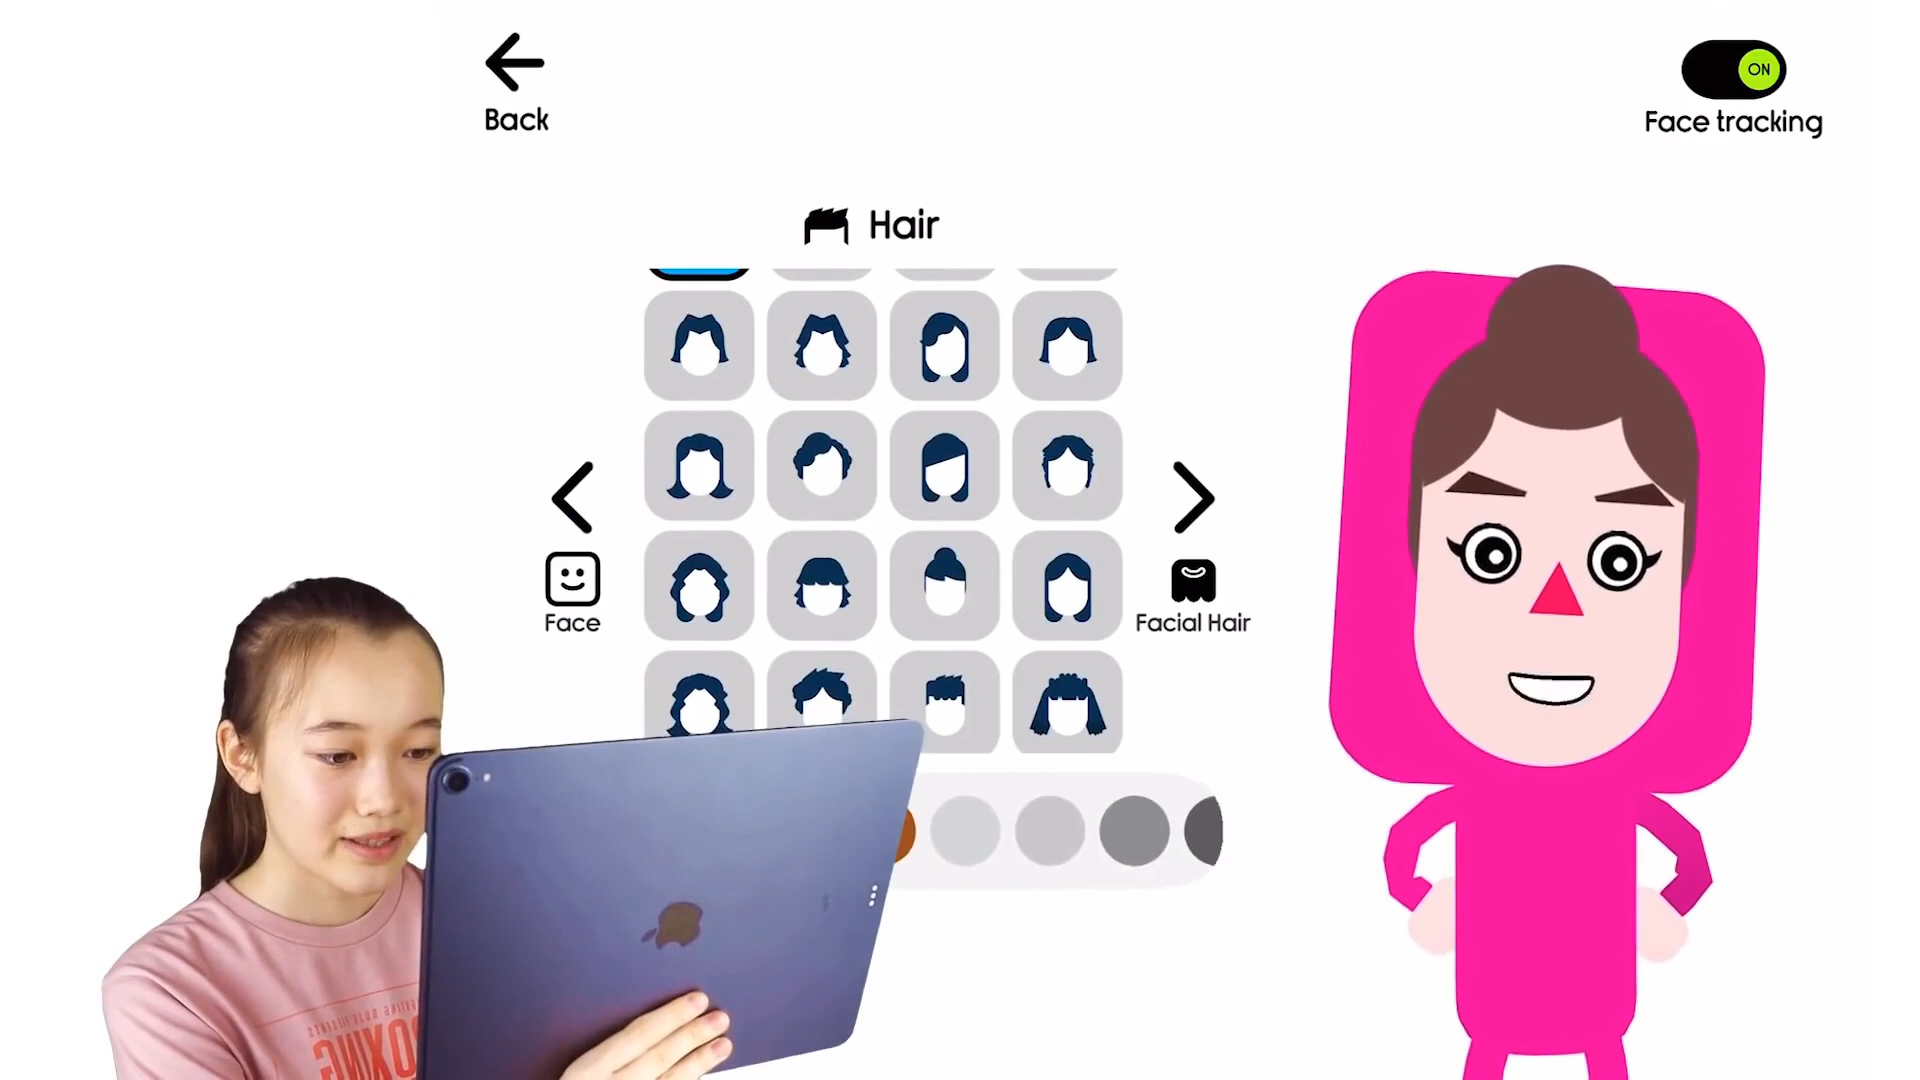 Back
ON
Face tracking
Hair
Face
Facial Hair